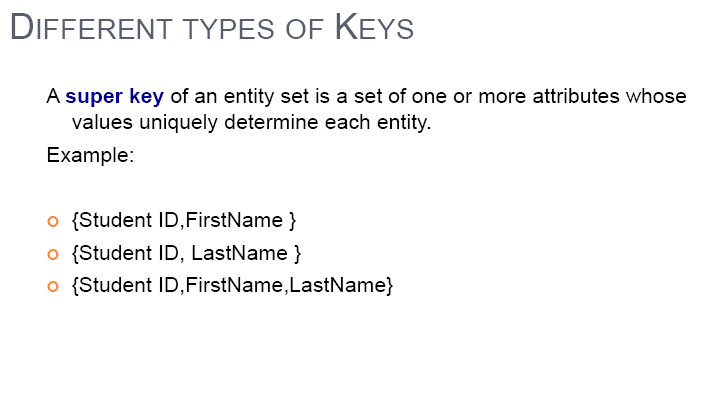 DIFFERENT TYPES OF KEYS
A super key of an entity set is a set of one or more attributes whose
values uniquely determine each entity.
Example:
{Student ID,FirstName }
{Student ID, LastName }
{Student ID,FirstName,LastName}